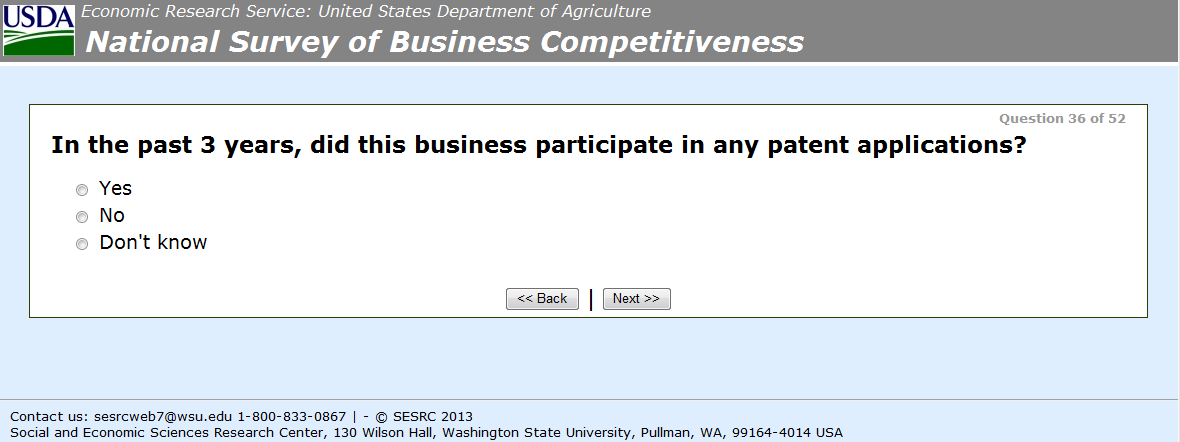 USDA
Economic Research Service: United States Department of Agriculture
National Survey of Business Competitiveness
Question 36 of 52
In the past 3 years, did this business participate in any patent applications?
Yes
No
Don't know
<< Back | Next >>
Contact us: sesrcweb7@wsu.edu 1-800-833-0867 | - © SESRC 2013
Social and Economic Sciences Research Center, 130 Wilson Hall, Washington State University, Pullman, WA, 99164-4014 USA